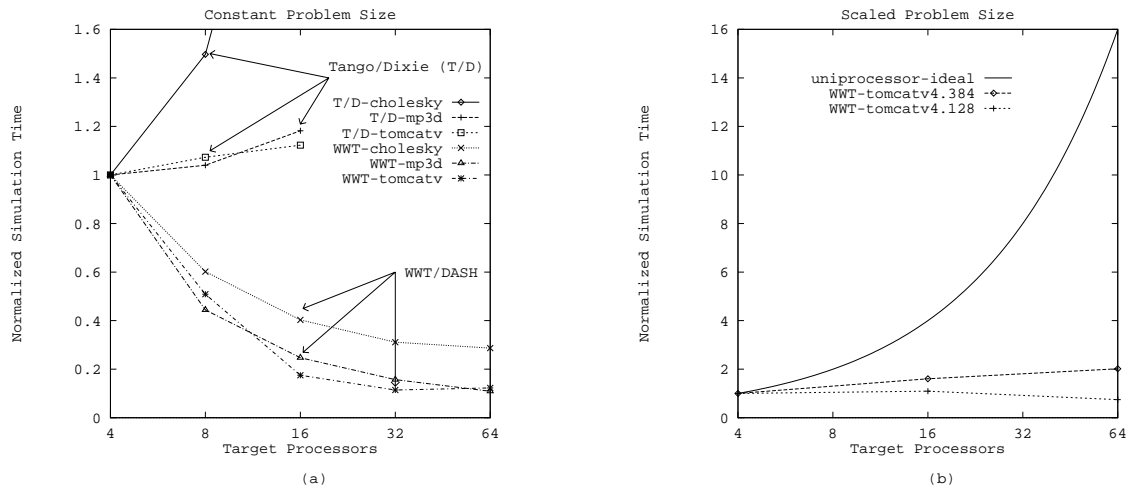 Constant Problem Size
Normalized Simulation Time
1.6
1.4
1.2
1
0.8
0.6
0.4
0.2
0
Tango/Dixie (T/D)
T/D-cholesky
T/D-mp3d
T/D-tomcatv
WWT-cholesky
WWT-mp3d
WWT-tomcatv
WWT/DASH
4 8 16 32 64
Target Processors
(a)
Scaled Problem Size
Normalized Simulation Time
16
14
12
10
8
6
4
2
0
uniprocessor-ideal
WWT-tomcatv4.384
WWT-tomcatv4.128
4 8 16 32 64
Target Processors
(b)